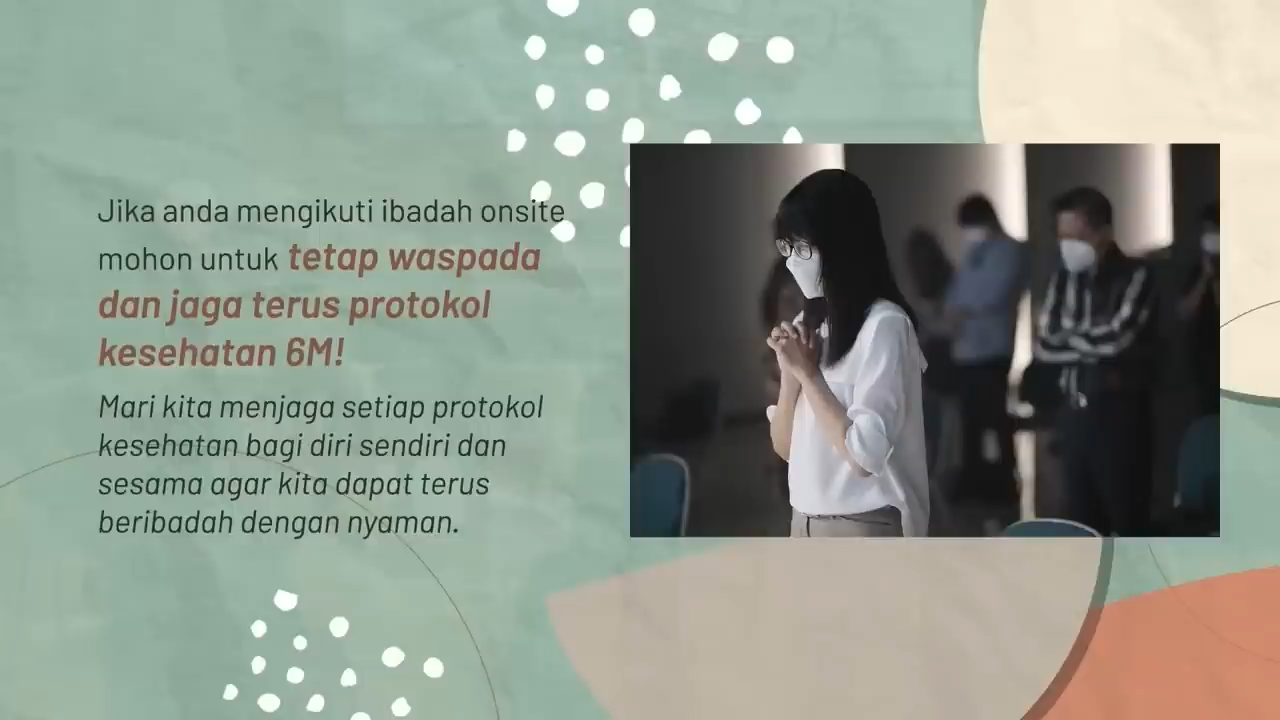 Jika anda mengikuti ibadah onsite
mohon untuk tetap waspada
dan jaga terus protokol
kesehatan 6M!
Mari kita menjaga setiap protokol
kesehatan bagi diri sendiri dan
sesama agar kita dapat terus
beribadah dengan nyaman.